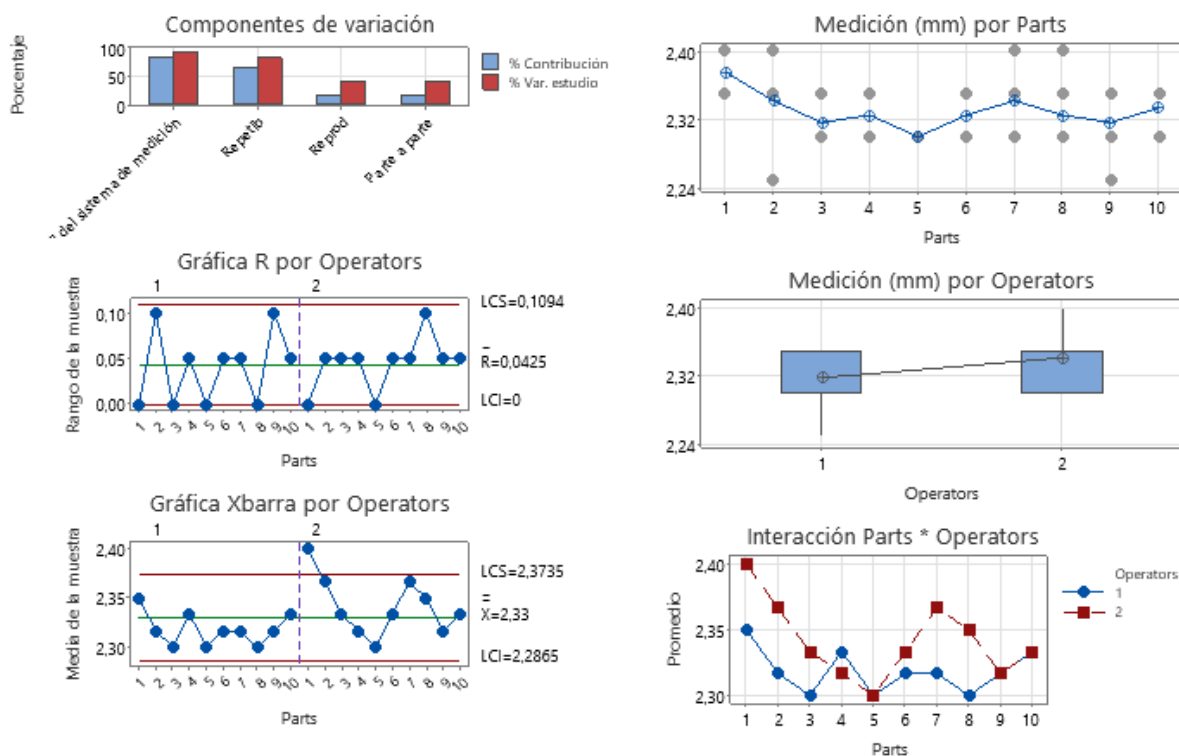 Componentes de variación
Porcentaje
100
50
0
% Contribución
% Var. estudio
del sistema de medición
Repetib
Reprod
Parte a parte
Medición (mm) por Parts
2,40
2,32
2,24
1 2 3 4 5 6 7 8 9 10
Parts
Gráfica R por Operators
1 2
Rango de la muestra
0,10
0,05
0,00
LCS=0,1094
R=0,0425
LCI=0
1 2 3 4 5 6 7 8 9 10 1 2 3 4 5 6 7 8 9 10
Parts
Medición (mm) por Operators
2,40
2,32
2,24
1 2
Operators
Gráfica Xbarra por Operators
1 2
Media de la muestra
2,40
2,35
2,30
LCS=2,3735
X=2,33
LCI=2,2865
1 2 3 4 5 6 7 8 9 10 1 2 3 4 5 6 7 8 9 10
Parts
Interacción Parts * Operators
Promedio
2,40
2,35
2,30
1 2 3 4 5 6 7 8 9 10
Parts
Operators
1
2